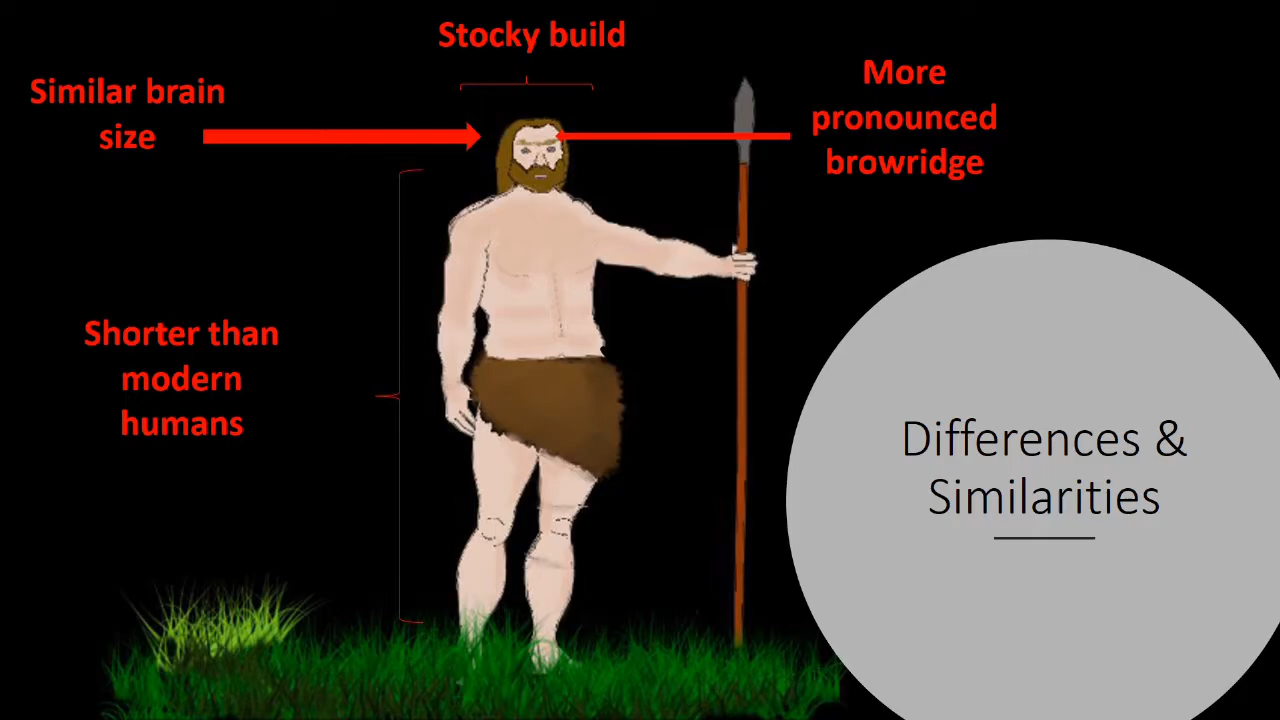 Stocky build
Similar brain
size
More
pronounced
browridge
Shorter than
modern
humans
Differences &
Similarities